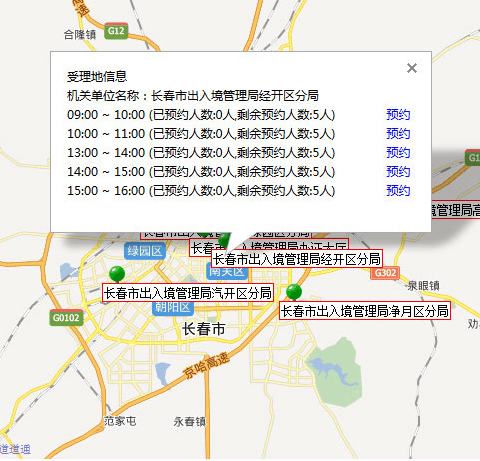 G12
合隆镇
受理地信息
机关单位名称：长春市出入境管理局经开区分局
09:00 ~ 10:00 (已预约人数:0人,剩余预约人数:5人) 预约
10:00 ~ 11:00 (已预约人数:0人,剩余预约人数:5人) 预约
13:00 ~ 14:00 (已预约人数:0人,剩余预约人数:5人) 预约
14:00 ~ 15:00 (已预约人数:0人,剩余预约人数:5人) 预约
15:00 ~ 16:00 (已预约人数:0人,剩余预约人数:5人) 预约
境管理局高
绿园区
长春市出入境管理局办证大厅
长春市出入境管理局经开区分局
南关区
G302
泉眼镇
长春市出入境管理局汽开区分局
朝阳区
长春市出入境管理局净月区分局
G0102
长春市
劝
京哈高速
范家屯
永春镇
道道通